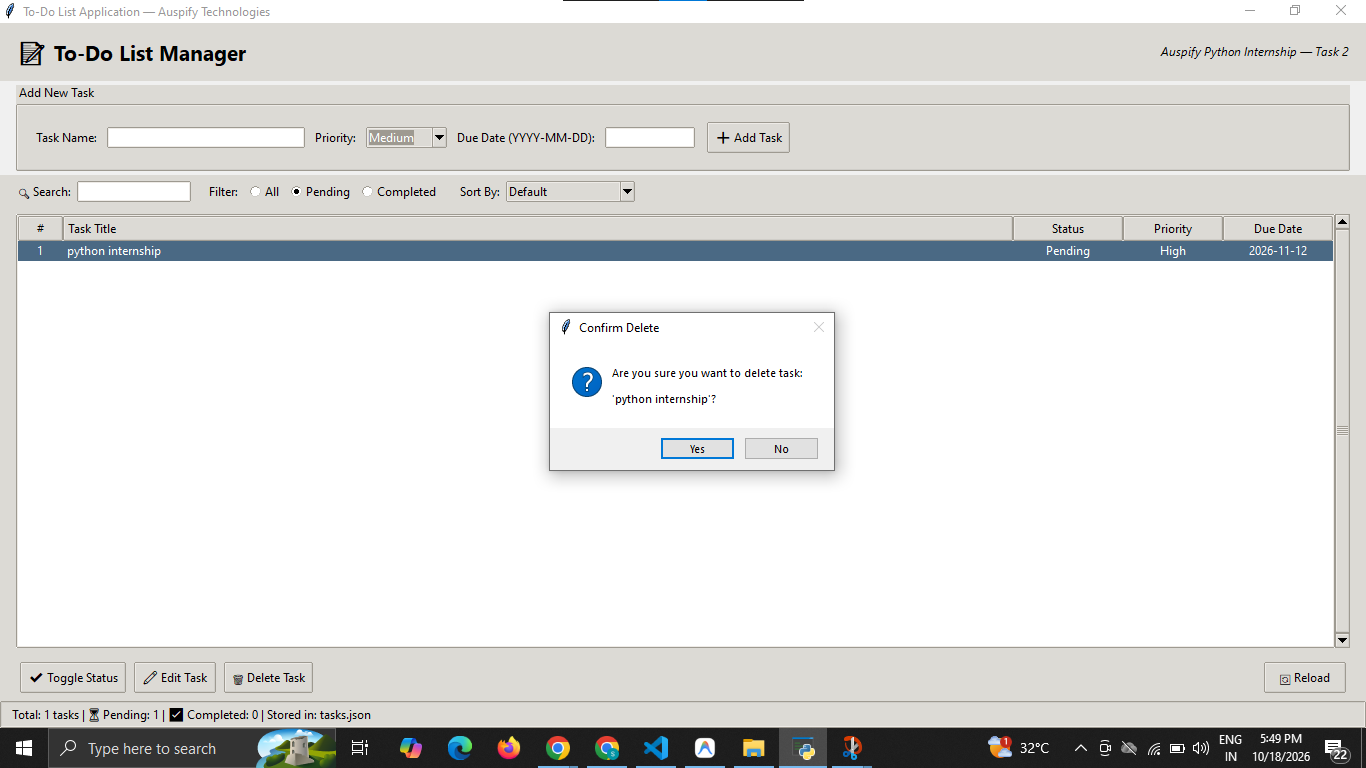 To-Do List Application — Auspify Technologies
To-Do List Manager
Auspify Python Internship — Task 2
Add New Task
Task Name: Priority: Medium Due Date (YYYY-MM-DD): + Add Task
Search: Filter: All Pending Completed Sort By: Default
# Task Title Status Priority Due Date
1 python internship Pending High 2026-11-12
Confirm Delete
Are you sure you want to delete task:
'python internship'?
Yes No
Toggle Status Edit Task Delete Task Reload
Total: 1 tasks | Pending: 1 | Completed: 0 | Stored in: tasks.json
Type here to search 1 32°C ENG 5:49 PM
IN 10/18/2026 22